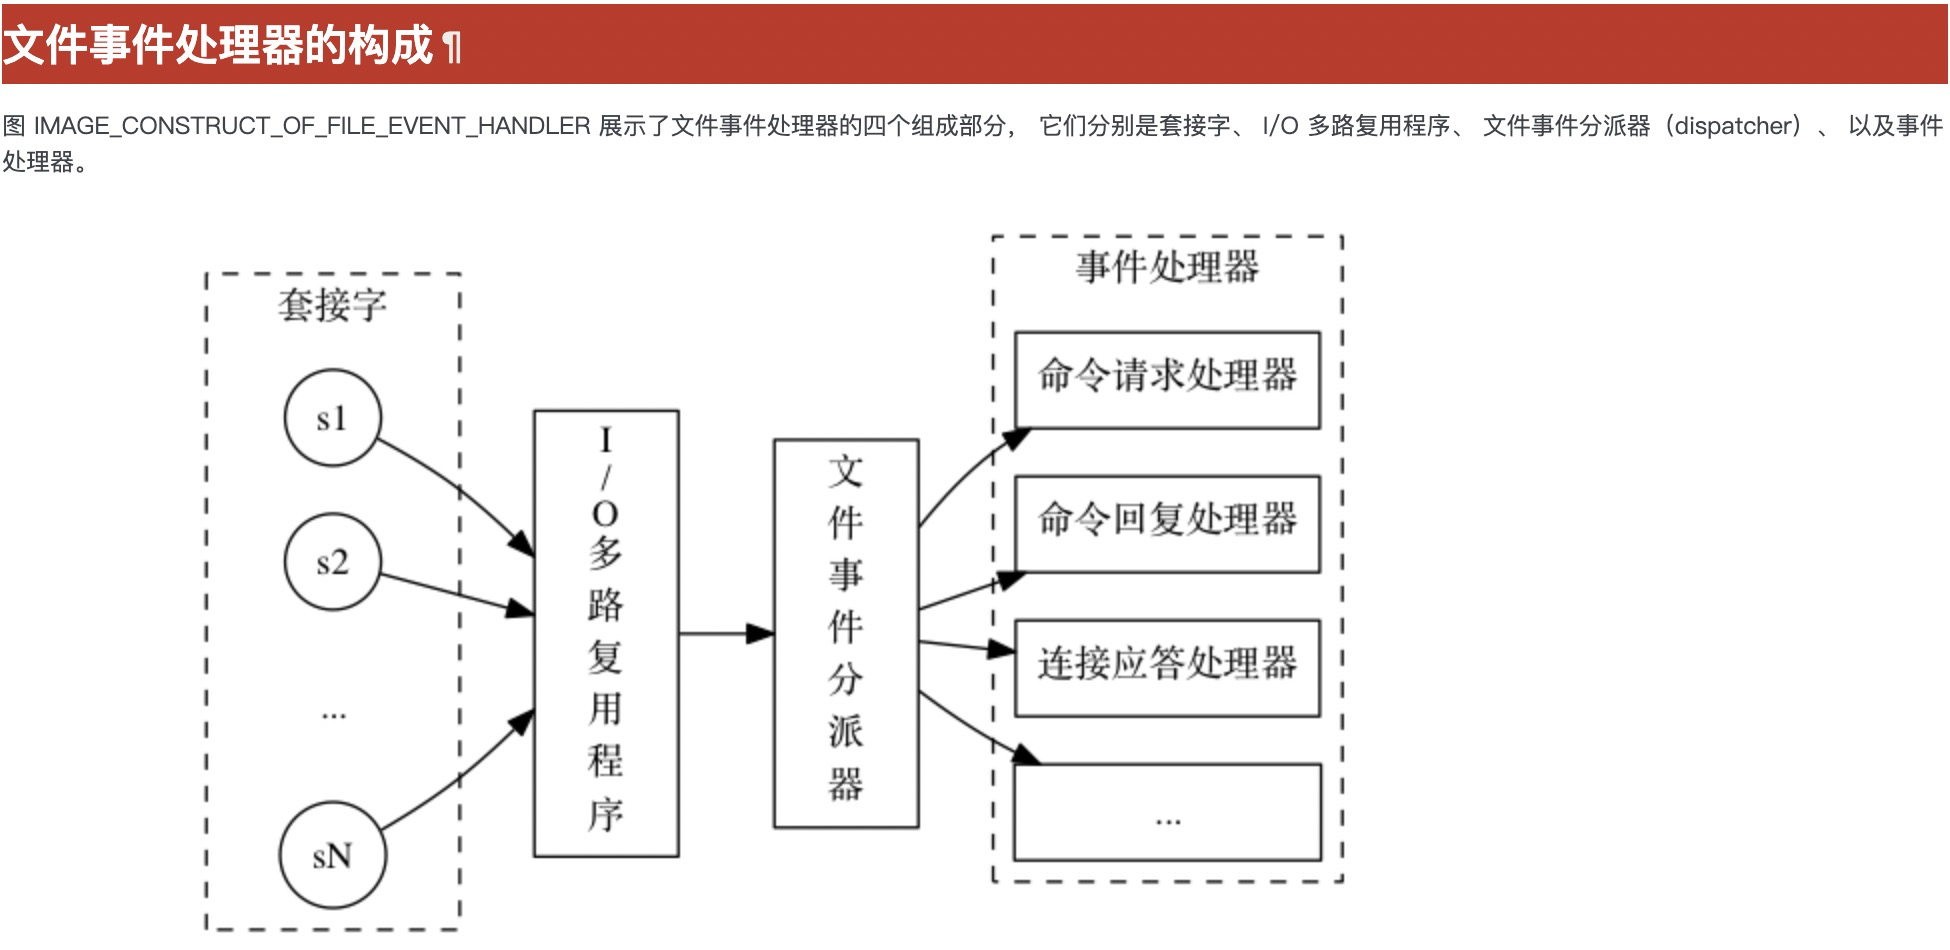 文件事件处理器的构成¶
图 IMAGE_CONSTRUCT_OF_FILE_EVENT_HANDLER 展示了文件事件处理器的四个组成部分， 它们分别是套接字、 I/O 多路复用程序、 文件事件分派器（dispatcher）、 以及事件
处理器。
套接字
s1
s2
...
sN
I/O多路复用程序
文件事件分派器
事件处理器
命令请求处理器
命令回复处理器
连接应答处理器
...